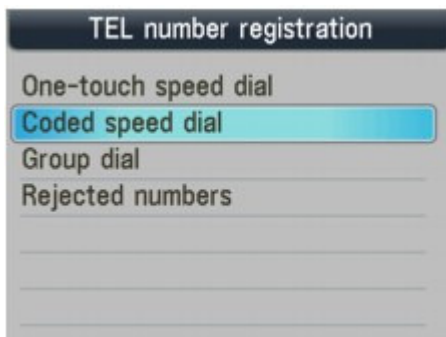 TEL number registration
One-touch speed dial
Coded speed dial
Group dial
Rejected numbers